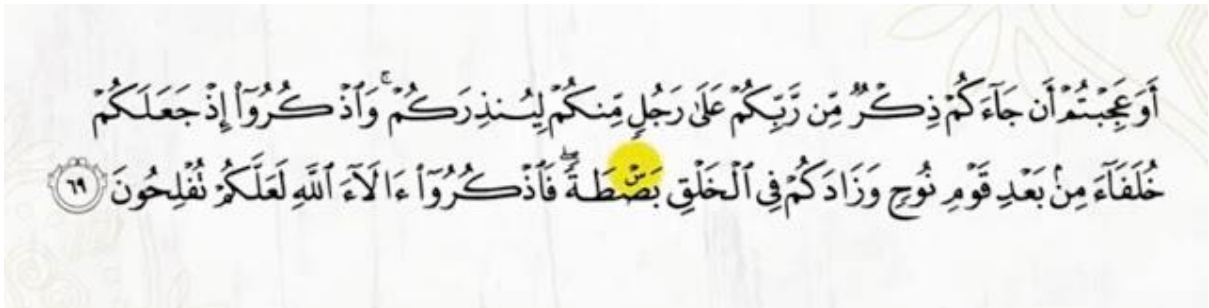 أَوَعَجِبْتُمْ أَن جَآءَكُمْ ذِكْرٌ مِّن رَّبِّكُمْ عَلَىٰ رَجُلٍ مِّنكُمْ لِيُنذِرَكُمْ ۚ وَٱذْكُرُوٓا۟ إِذْ جَعَلَكُمْ
خُلَفَآءَ مِنۢ بَعْدِ قَوْمِ نُوحٍ وَزَادَكُمْ فِى ٱلْخَلْقِ بَصْۜطَةً ۖ فَٱذْكُرُوٓا۟ ءَالَآءَ ٱللَّهِ لَعَلَّكُمْ تُفْلِحُونَ ٦٩